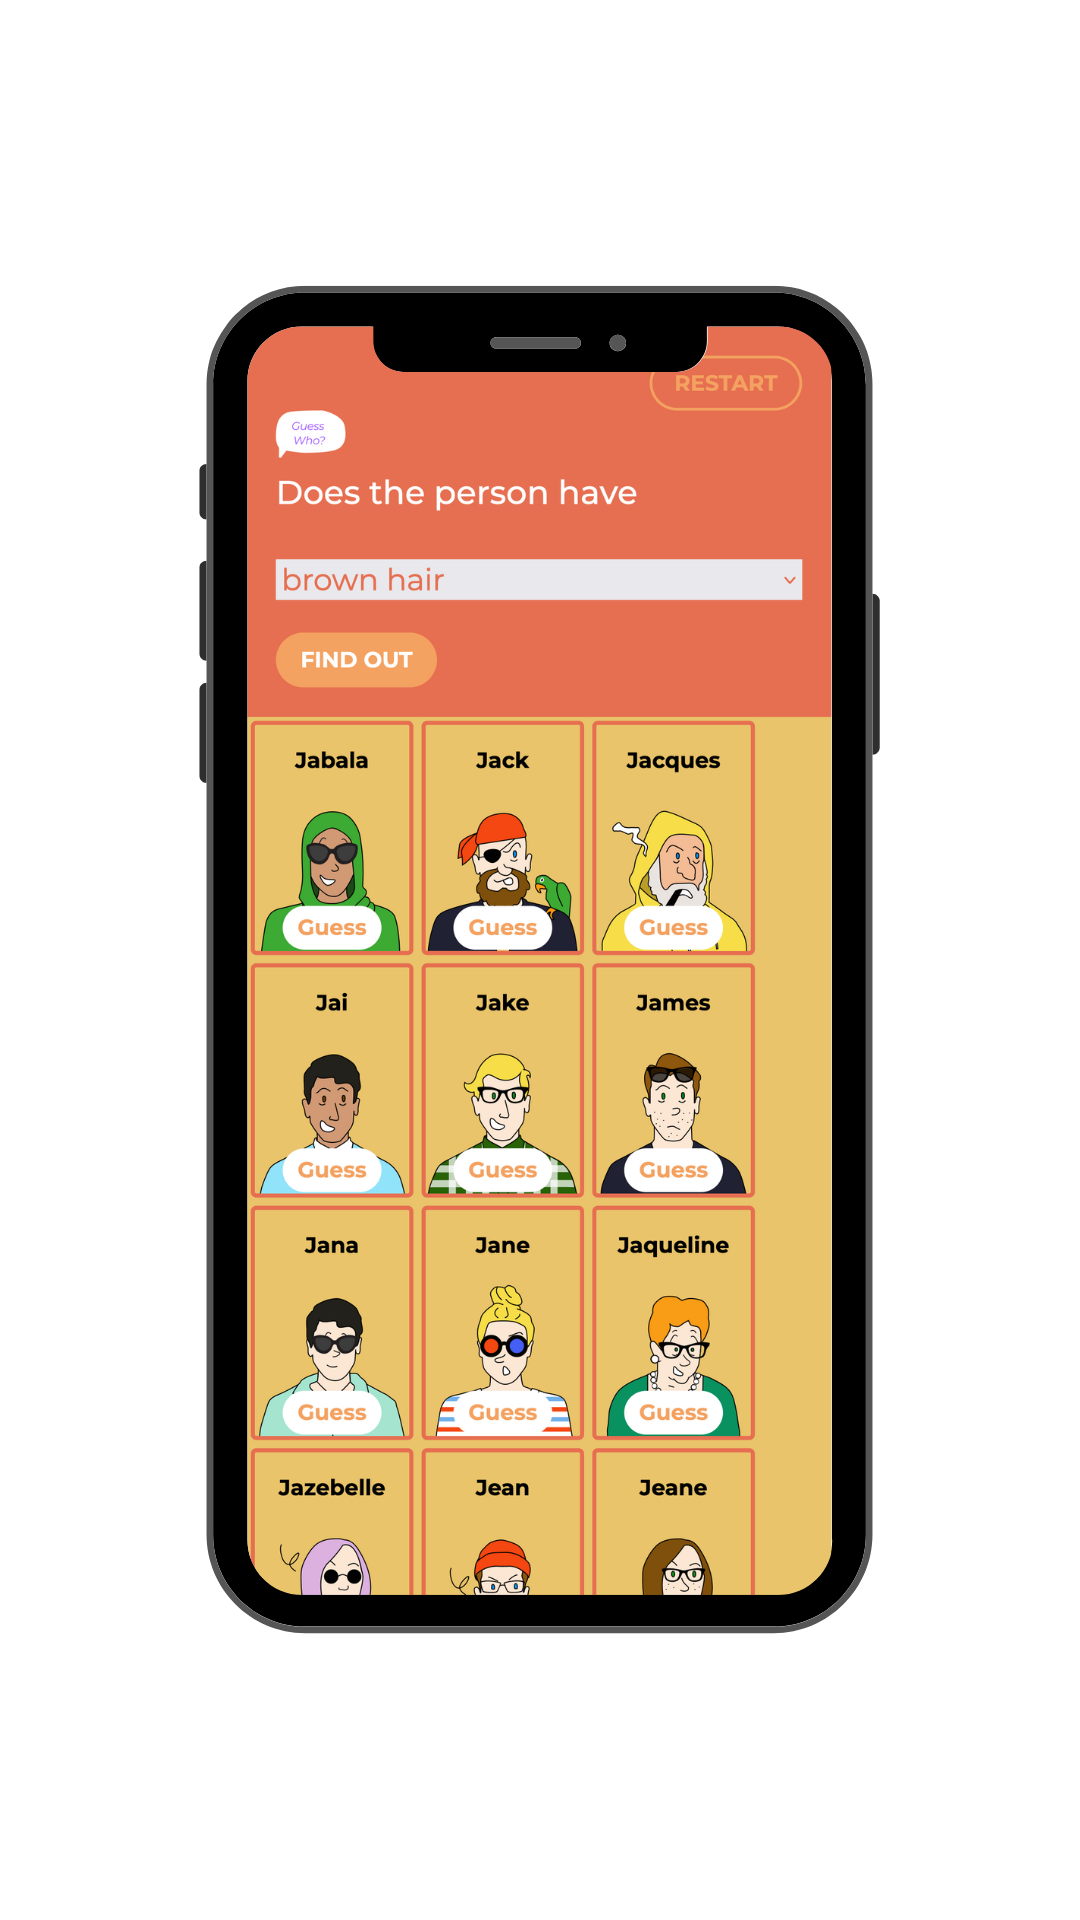 RESTART
Guess
Who?
Does the person have
brown hair
FIND OUT
Jabala
Jack
Jacques
Guess
Guess
Guess
Jai
Jake
James
Guess
Guess
Guess
Jana
Jane
Jaqueline
Guess
Guess
Guess
Jazebelle
Jean
Jeane